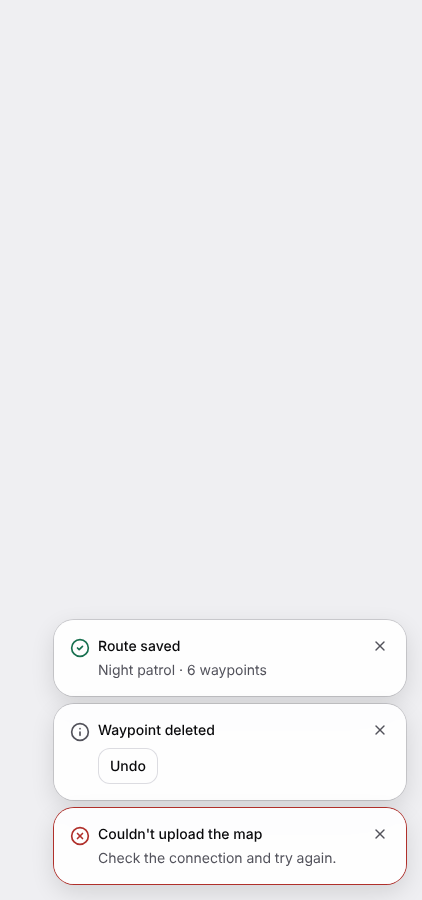 Route saved
Night patrol · 6 waypoints
Waypoint deleted
Undo
Couldn't upload the map
Check the connection and try again.